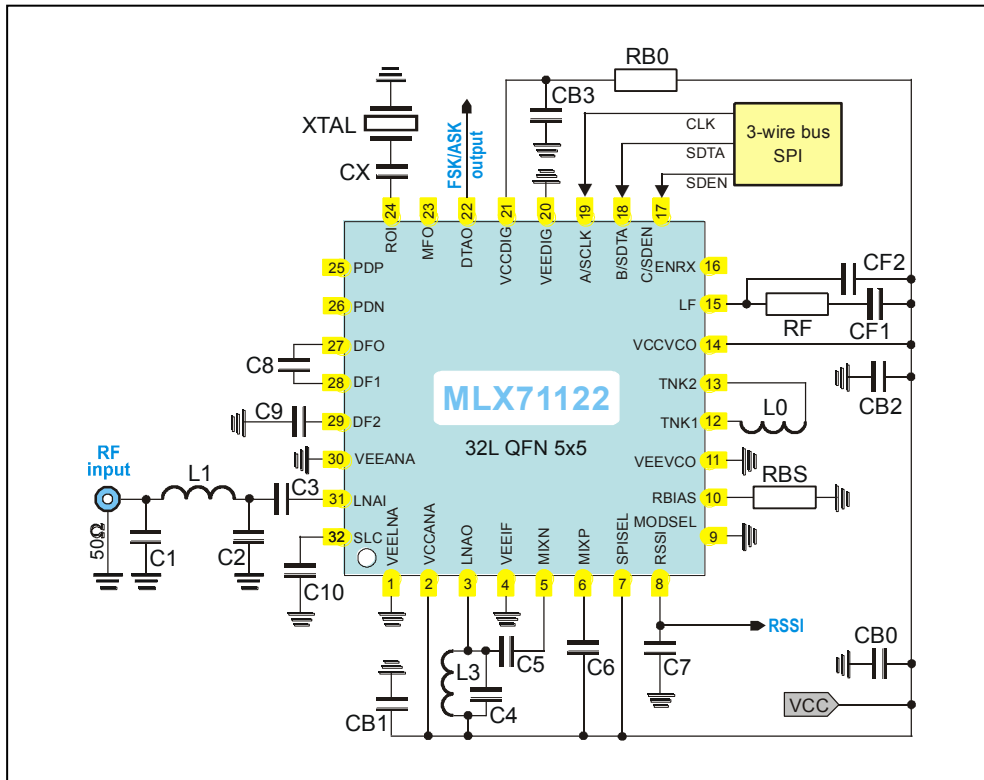 RB0
CB3
XTAL
CX
FSK/ASK
output
CLK
SDTA
SDEN
3-wire bus
SPI
24
23
22
21
20
19
18
17
ROI
MFO
DTAO
VCCDIG
VEEDIG
A/SCLK
B/SDTA
C/SDEN
25
PDP
26
PDN
27
DFO
C8
28
DF1
C9
29
DF2
30
VEEANA
RF
input
L1
C3
31
LNAI
32
SLC
50Ω
C1
C2
C10
MLX71122
32L QFN 5x5
ENRX
16
LF
15
CF2
RF
CF1
VCCVCO
14
TNK2
13
CB2
L0
TNK1
12
VEEVCO
11
RBS
RBIAS
10
MODSEL
9
VEELNA
VCCANA
LNAO
VEEIF
MIXN
MIXP
SPISEL
RSSI
1
2
3
4
5
6
7
8
RSSI
L3
C5
C4
C6
C7
CB1
CB0
VCC